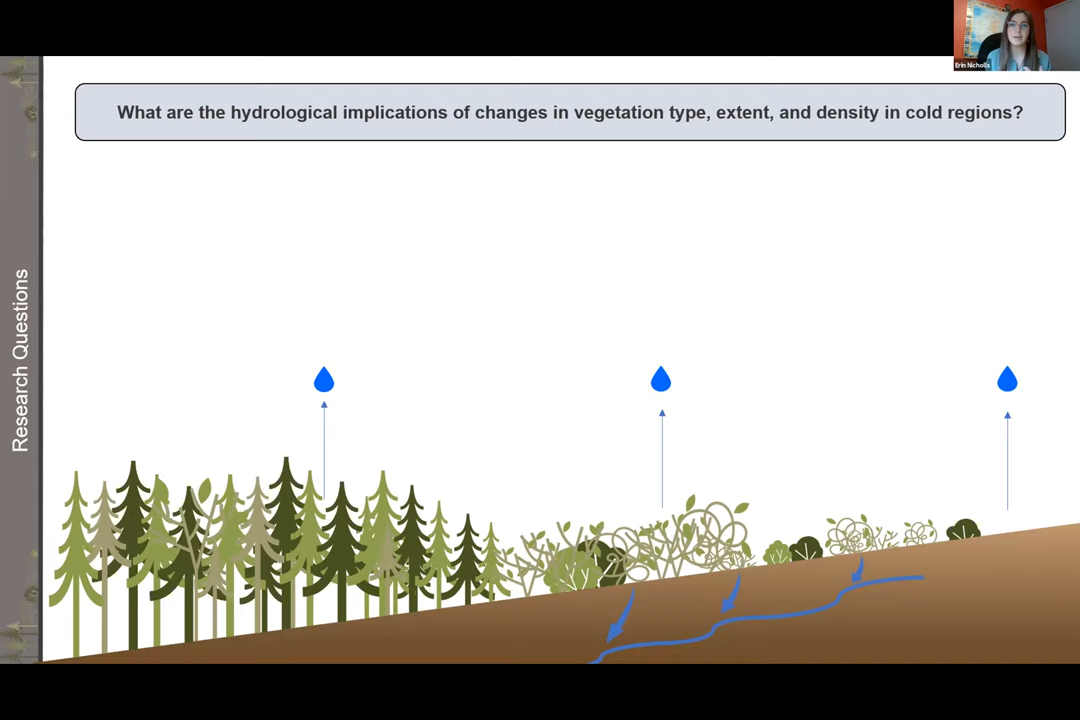 Erin Nicholls
What are the hydrological implications of changes in vegetation type, extent, and density in cold regions?
Research Questions